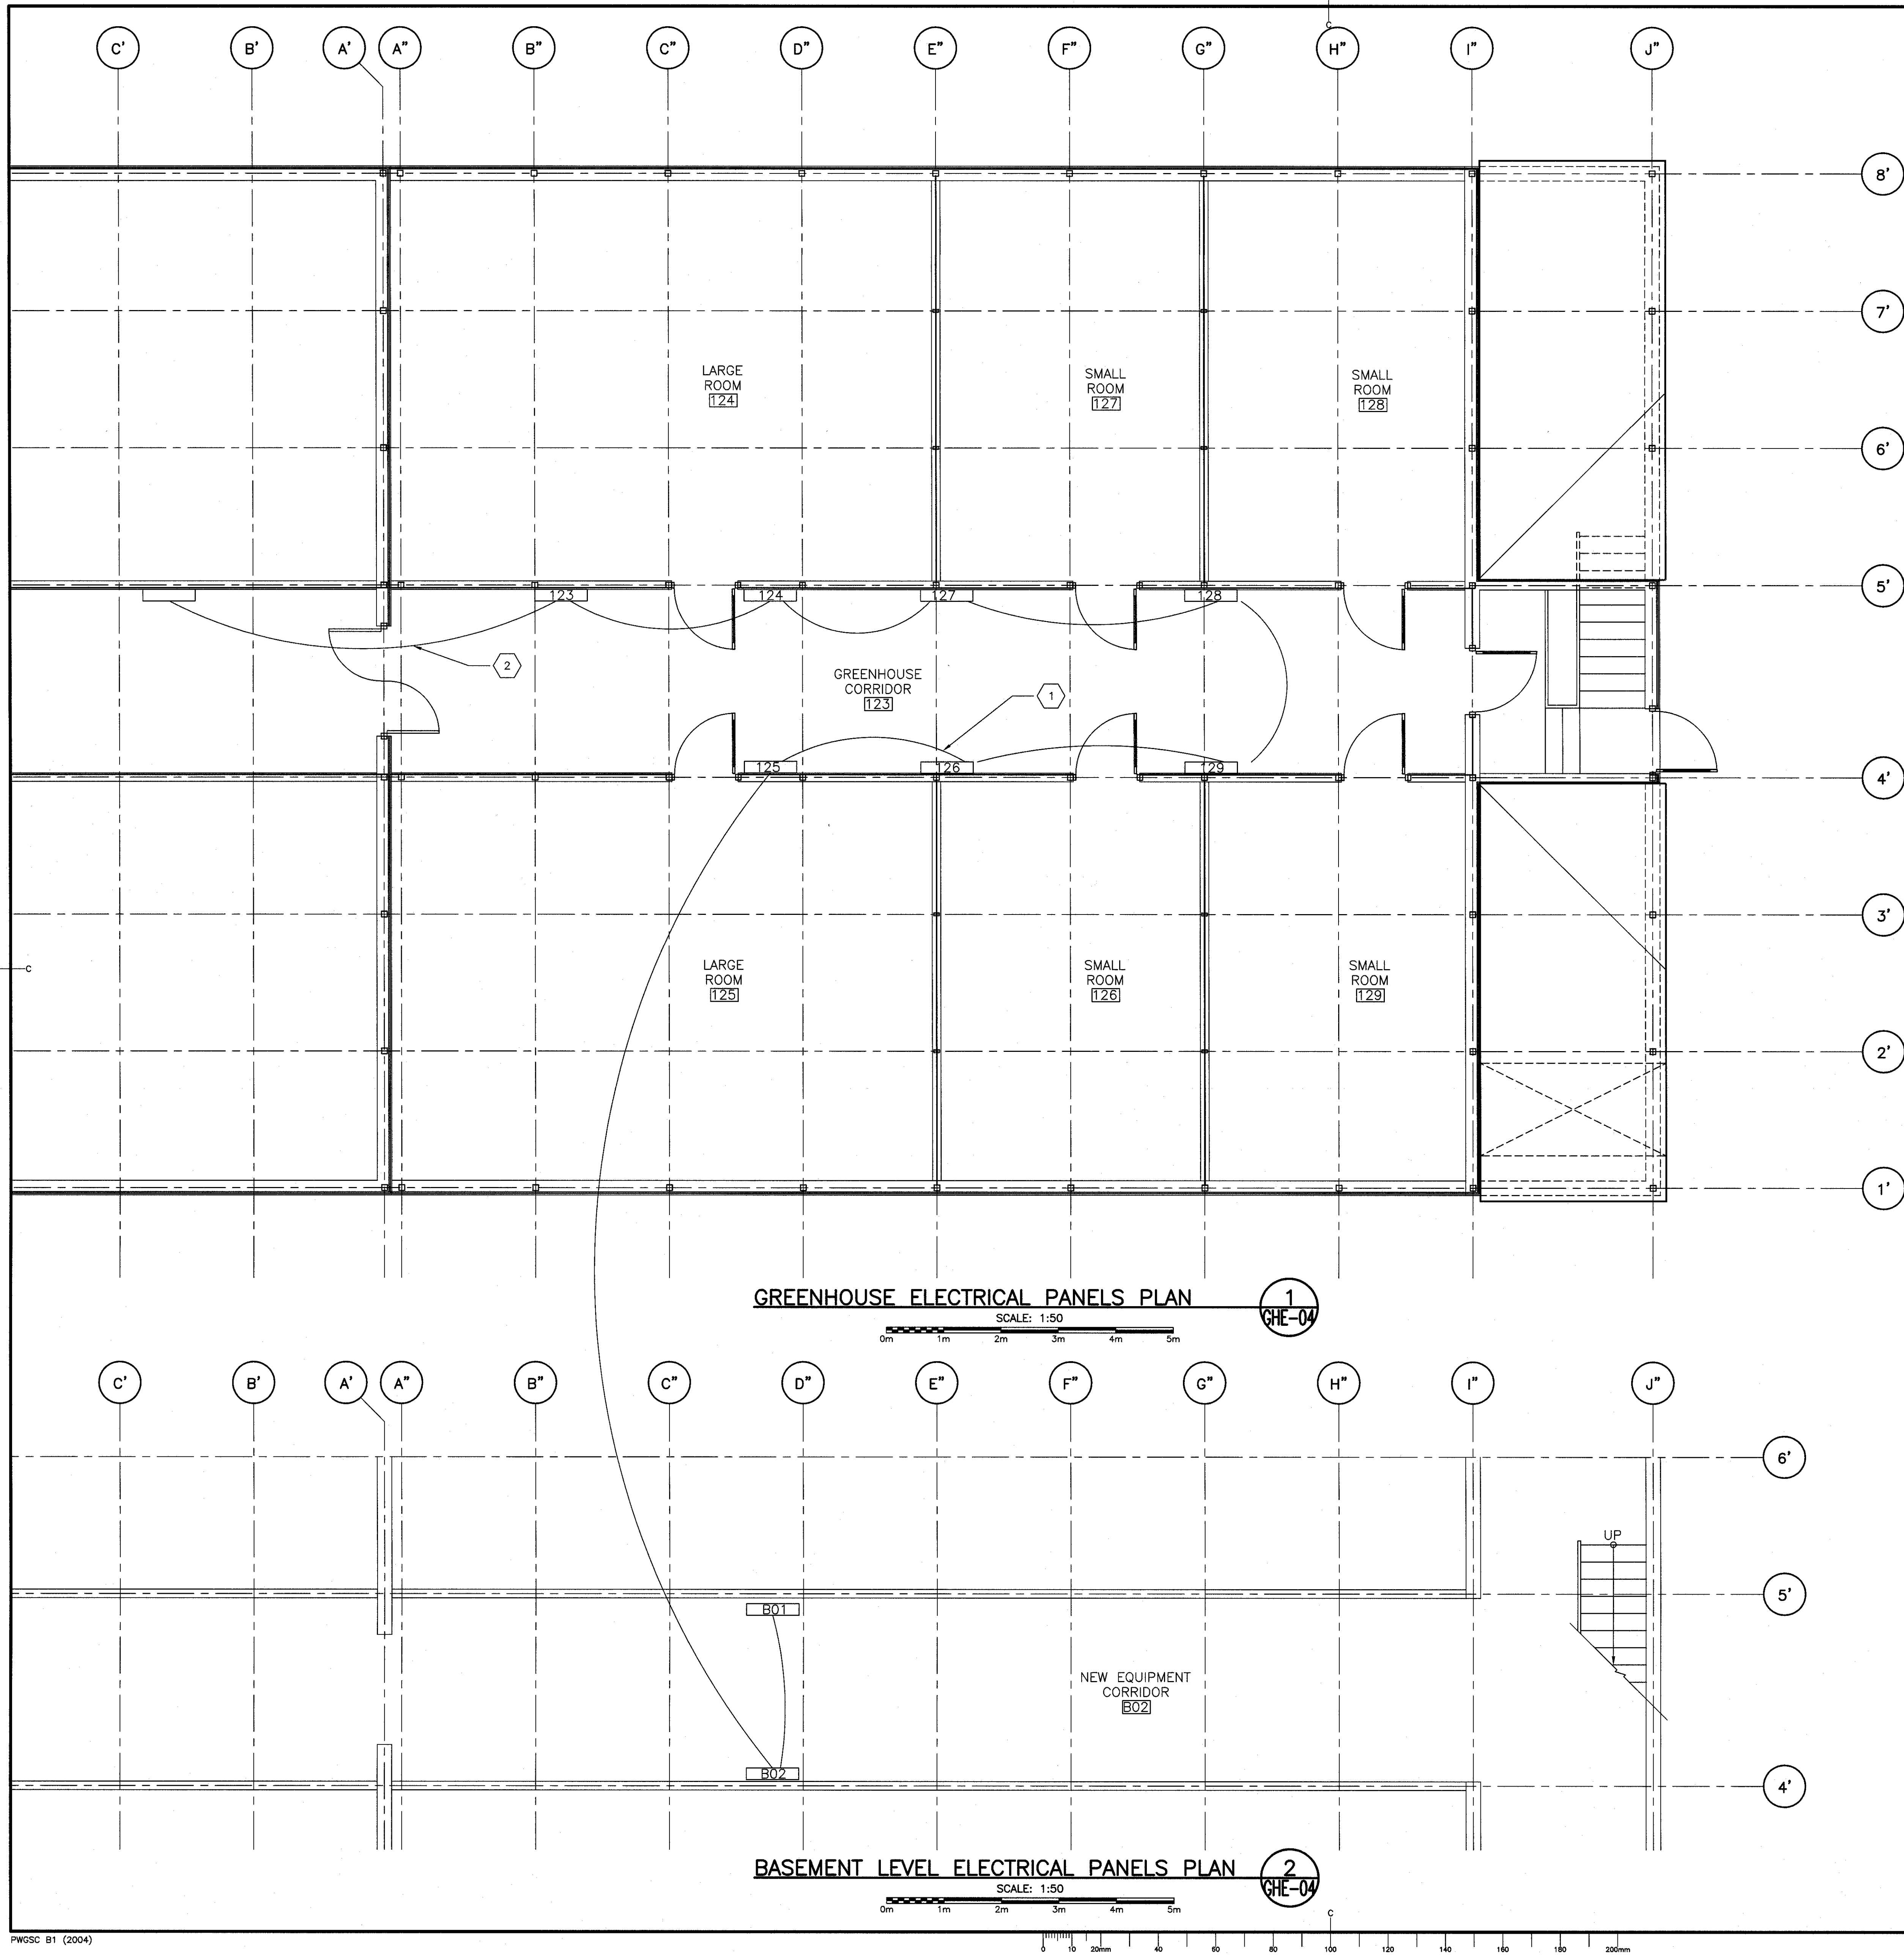 C
C' B' A' A" B" C" D" E" F" G" H" I" J"
8'
7'
LARGE
ROOM
124
SMALL
ROOM
127
SMALL
ROOM
128
6'
5'
123 124 127 128
2
GREENHOUSE
CORRIDOR
123
1
125 126 129
4'
3'
C
LARGE
ROOM
125
SMALL
ROOM
126
SMALL
ROOM
129
2'
1'
GREENHOUSE ELECTRICAL PANELS PLAN
SCALE: 1:50
0m 1m 2m 3m 4m 5m
1
GHE-04
C' B' A' A" B" C" D" E" F" G" H" I" J"
6'
UP
5'
B01
NEW EQUIPMENT
CORRIDOR
B02
B02
4'
BASEMENT LEVEL ELECTRICAL PANELS PLAN
SCALE: 1:50
0m 1m 2m 3m 4m 5m
2
GHE-04
C
PWGSC B1 (2004)
0 10 20mm 40 60 80 100 120 140 160 180 200mm